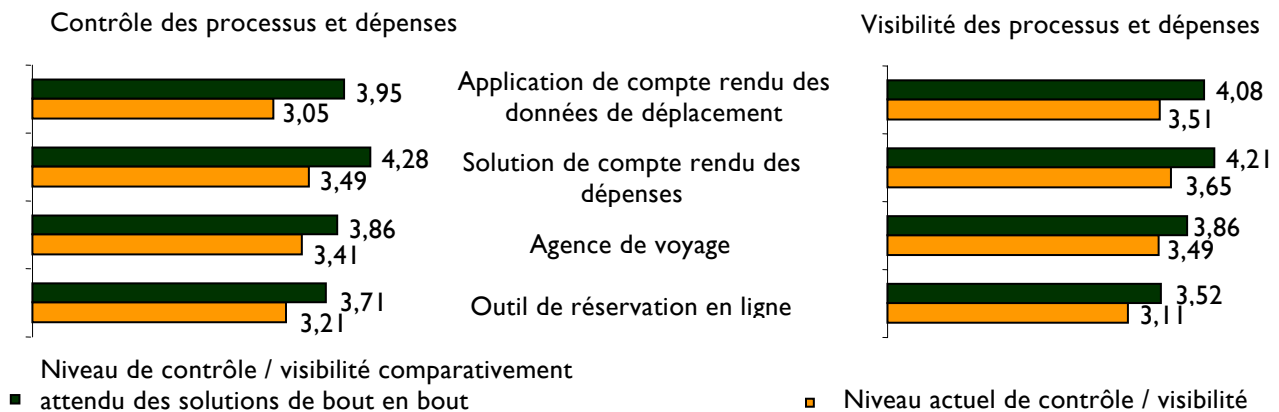 Contrôle des processus et dépenses
Visibilité des processus et dépenses
3,95
3,05
Application de compte rendu des
données de déplacement
4,08
3,51
4,28
3,49
Solution de compte rendu des
dépenses
4,21
3,65
3,86
3,41
Agence de voyage
3,86
3,49
3,71
3,21
Outil de réservation en ligne
3,52
3,11
Niveau de contrôle / visibilité comparativement
attendu des solutions de bout en bout
Niveau actuel de contrôle / visibilité